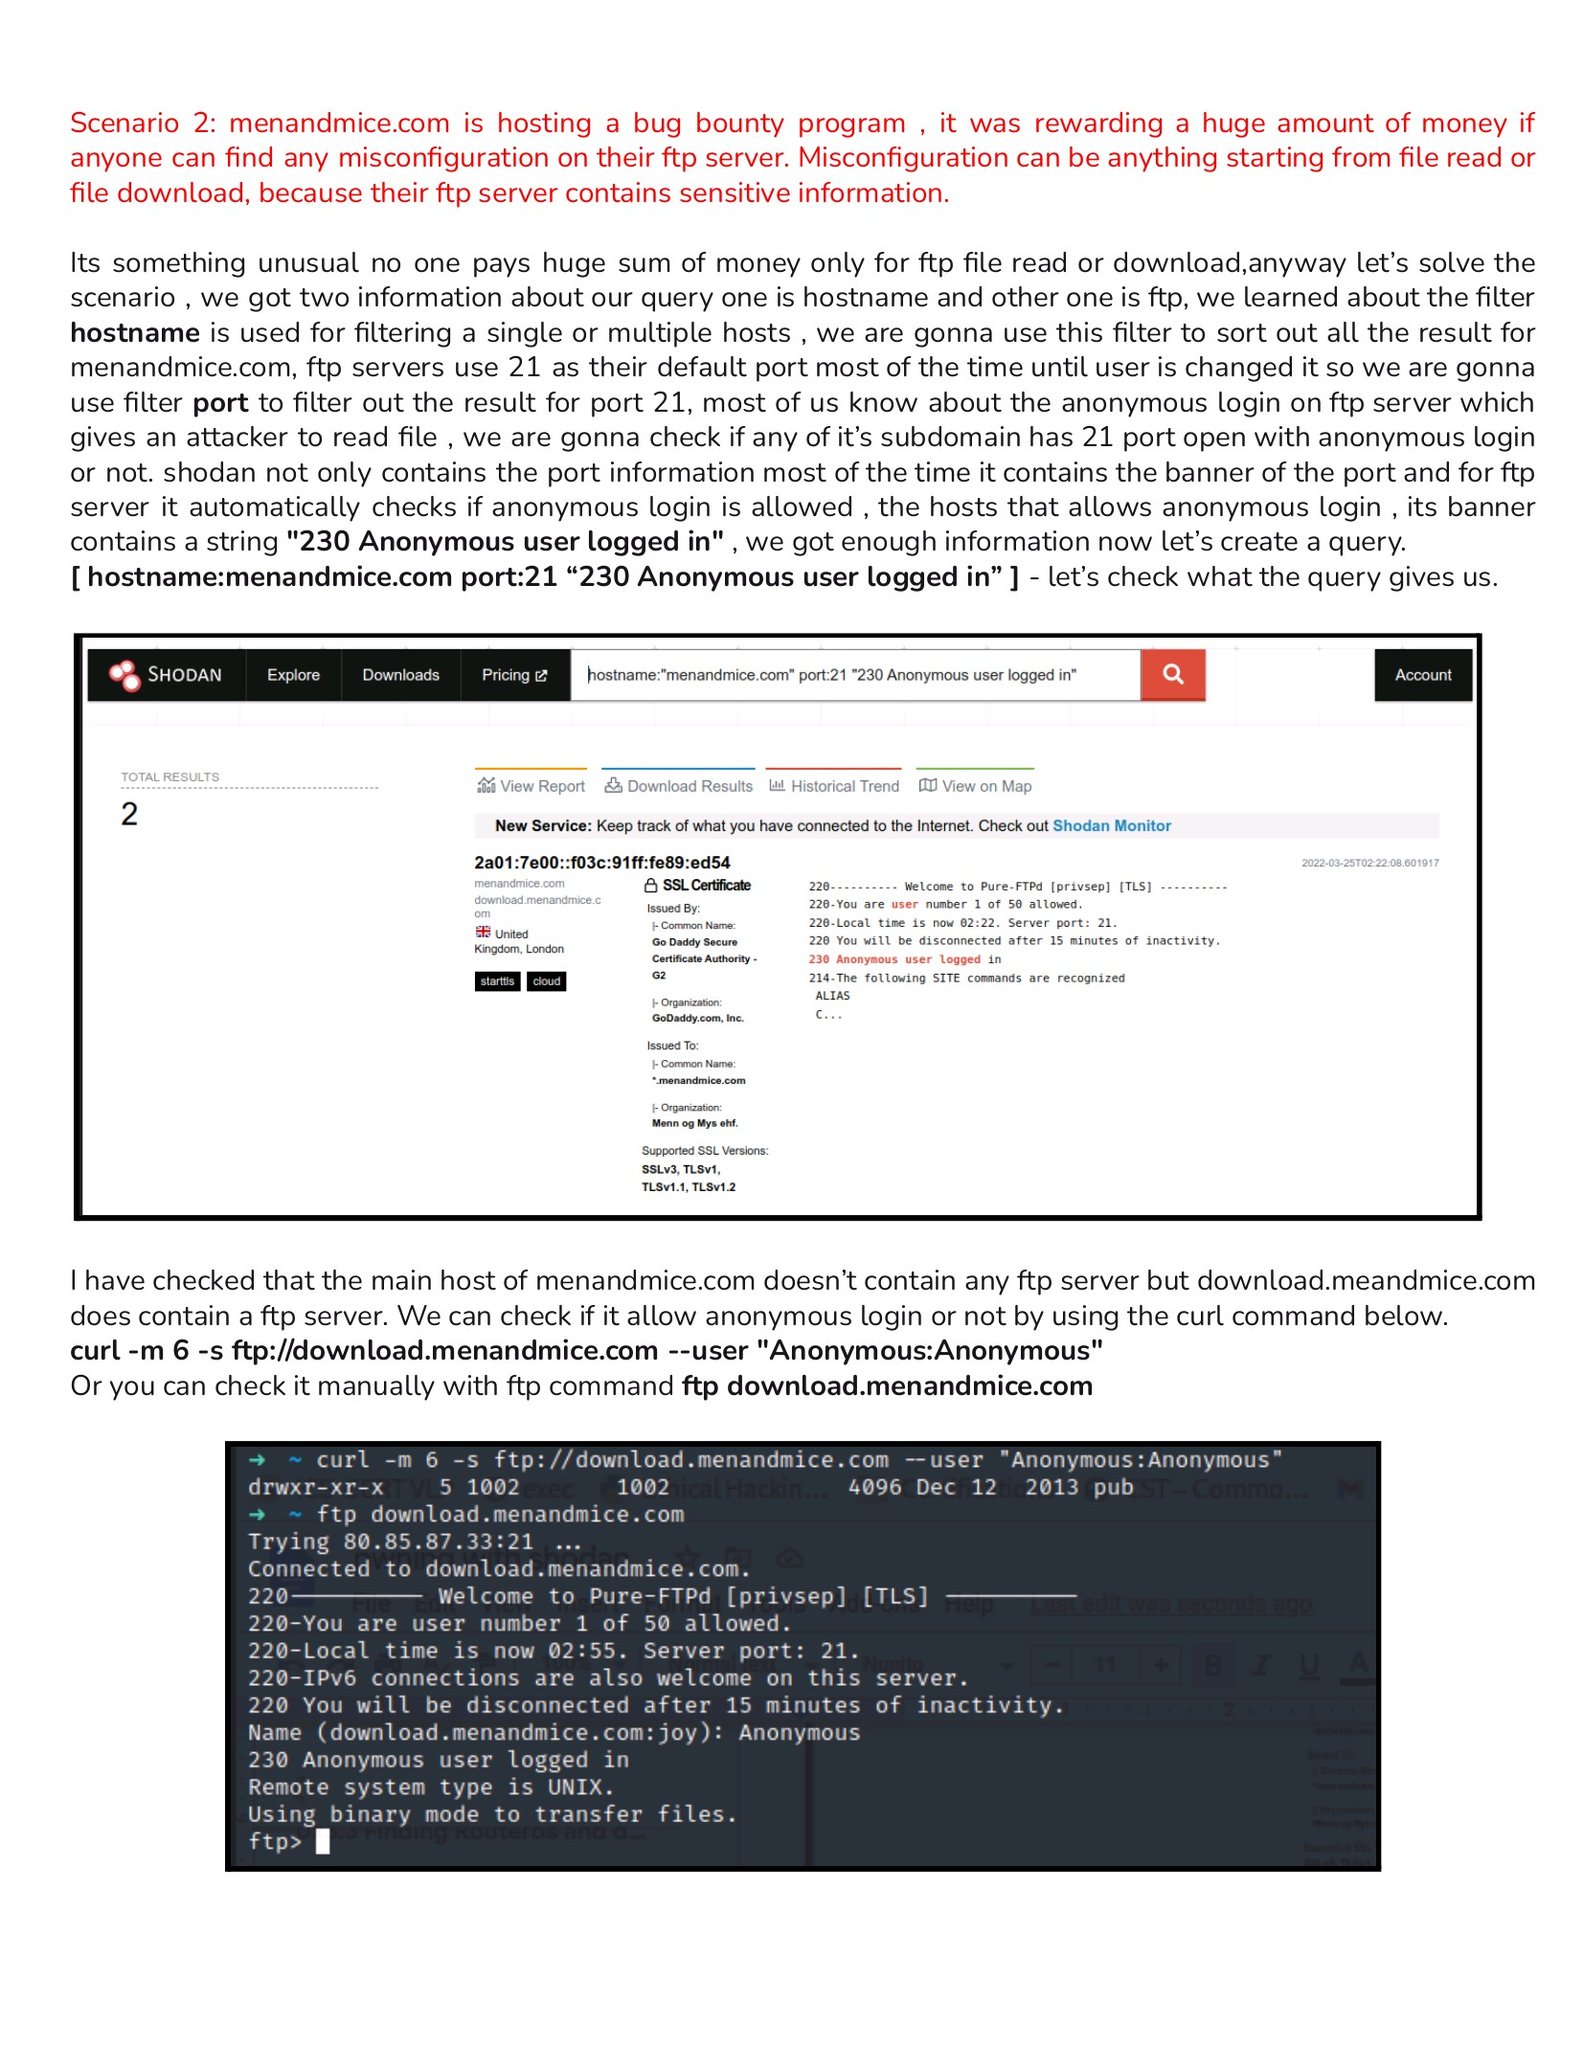 Scenario 2: menandmice.com is hosting a bug bounty program , it was rewarding a huge amount of money if
anyone can find any misconfiguration on their ftp server. Misconfiguration can be anything starting from file read or
file download, because their ftp server contains sensitive information.
Its something unusual no one pays huge sum of money only for ftp file read or download,anyway let's solve the
scenario , we got two information about our query one is hostname and other one is ftp, we learned about the filter
hostname is used for filtering a single or multiple hosts , we are gonna use this filter to sort out all the result for
menandmice.com, ftp servers use 21 as their default port most of the time until user is changed it so we are gonna
use filter port to filter out the result for port 21, most of us know about the anonymous login on ftp server which
gives an attacker to read file , we are gonna check if any of it's subdomain has 21 port open with anonymous login
or not. shodan not only contains the port information most of the time it contains the banner of the port and for ftp
server it automatically checks if anonymous login is allowed , the hosts that allows anonymous login , its banner
contains a string "230 Anonymous user logged in" , we got enough information now let's create a query.
[ hostname:menandmice.com port:21 “230 Anonymous user logged in” ] - let's check what the query gives us.
SHODAN Explore Downloads Pricing hostname:"menandmice.com" port:21 "230 Anonymous user logged in" Account
TOTAL RESULTS
2
View Report Download Results Historical Trend View on Map
New Service: Keep track of what you have connected to the Internet. Check out Shodan Monitor
2a01:7e00::f03c:91ff:fe89:ed54
2022-03-25T02:22:08.601917
menandmice.com
download.menandmice.c
om
United
Kingdom, London
starttls cloud
SSL Certificate
Issued By:
|- Common Name:
Go Daddy Secure
Certificate Authority -
G2
|- Organization:
GoDaddy.com, Inc.
Issued To:
|- Common Name:
*.menandmice.com
|- Organization:
Menn og Mys ehf.
Supported SSL Versions:
SSLv3, TLSv1,
TLSv1.1, TLSv1.2
220---------- Welcome to Pure-FTPd [privsep] [TLS] ----------
220-You are user number 1 of 50 allowed.
220-Local time is now 02:22. Server port: 21.
220 You will be disconnected after 15 minutes of inactivity.
230 Anonymous user logged in
214-The following SITE commands are recognized
ALIAS
C...
I have checked that the main host of menandmice.com doesn't contain any ftp server but download.meandmice.com
does contain a ftp server. We can check if it allow anonymous login or not by using the curl command below.
curl -m 6 -s ftp://download.menandmice.com --user "Anonymous:Anonymous"
Or you can check it manually with ftp command ftp download.menandmice.com
➜ ~ curl -m 6 -s ftp://download.menandmice.com --user "Anonymous:Anonymous"
drwxr-xr-x 5 1002 1002 4096 Dec 12 2013 pub
➜ ~ ftp download.menandmice.com
Trying 80.85.87.33:21 ...
Connected to download.menandmice.com.
220---------- Welcome to Pure-FTPd [privsep] [TLS] ----------
220-You are user number 1 of 50 allowed.
220-Local time is now 02:55. Server port: 21.
220-IPv6 connections are also welcome on this server.
220 You will be disconnected after 15 minutes of inactivity.
Name (download.menandmice.com:joy): Anonymous
230 Anonymous user logged in
Remote system type is UNIX.
Using binary mode to transfer files.
ftp>